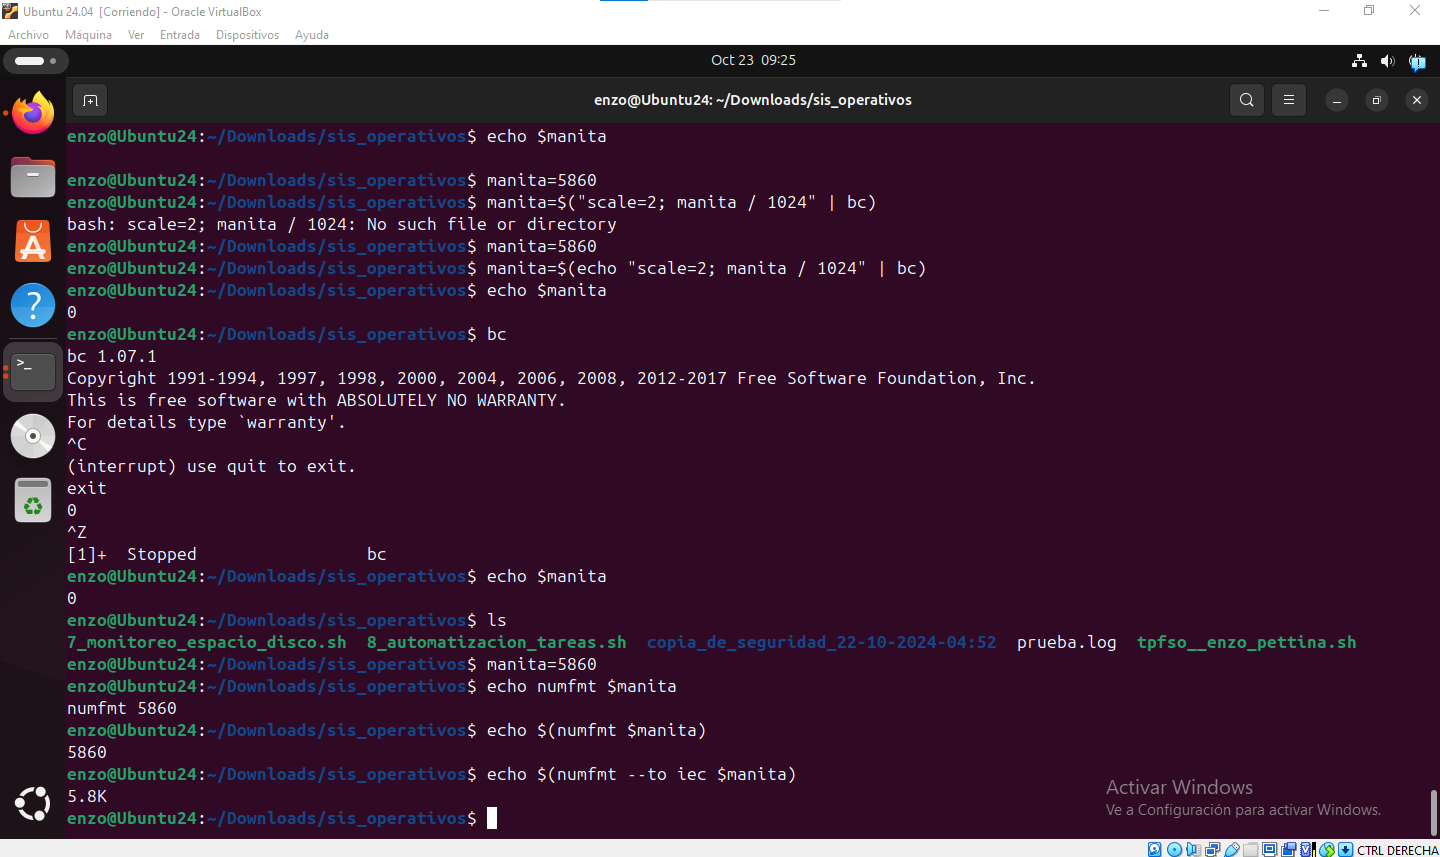 Ubuntu 24.04 [Corriendo] - Oracle VirtualBox
Archivo Máquina Ver Entrada Dispositivos Ayuda
Oct 23 09:25
enzo@Ubuntu24: ~/Downloads/sis_operativos
enzo@Ubuntu24:~/Downloads/sis_operativos$ echo $manita
enzo@Ubuntu24:~/Downloads/sis_operativos$ manita=5860
enzo@Ubuntu24:~/Downloads/sis_operativos$ manita=$("scale=2; manita / 1024" | bc)
bash: scale=2; manita / 1024: No such file or directory
enzo@Ubuntu24:~/Downloads/sis_operativos$ manita=5860
enzo@Ubuntu24:~/Downloads/sis_operativos$ manita=$(echo "scale=2; manita / 1024" | bc)
enzo@Ubuntu24:~/Downloads/sis_operativos$ echo $manita
0
enzo@Ubuntu24:~/Downloads/sis_operativos$ bc
bc 1.07.1
Copyright 1991-1994, 1997, 1998, 2000, 2004, 2006, 2008, 2012-2017 Free Software Foundation, Inc.
This is free software with ABSOLUTELY NO WARRANTY.
For details type `warranty'.
^C
(interrupt) use quit to exit.
exit
0
^Z
[1]+  Stopped                 bc
enzo@Ubuntu24:~/Downloads/sis_operativos$ echo $manita
0
enzo@Ubuntu24:~/Downloads/sis_operativos$ ls
7_monitoreo_espacio_disco.sh  8_automatizacion_tareas.sh  copia_de_seguridad_22-10-2024-04:52  prueba.log  tpfso__enzo_pettina.sh
enzo@Ubuntu24:~/Downloads/sis_operativos$ manita=5860
enzo@Ubuntu24:~/Downloads/sis_operativos$ echo numfmt $manita
numfmt 5860
enzo@Ubuntu24:~/Downloads/sis_operativos$ echo $(numfmt $manita)
5860
enzo@Ubuntu24:~/Downloads/sis_operativos$ echo $(numfmt --to iec $manita)
5.8K
enzo@Ubuntu24:~/Downloads/sis_operativos$
Activar Windows
Ve a Configuración para activar Windows.
CTRL DERECHA